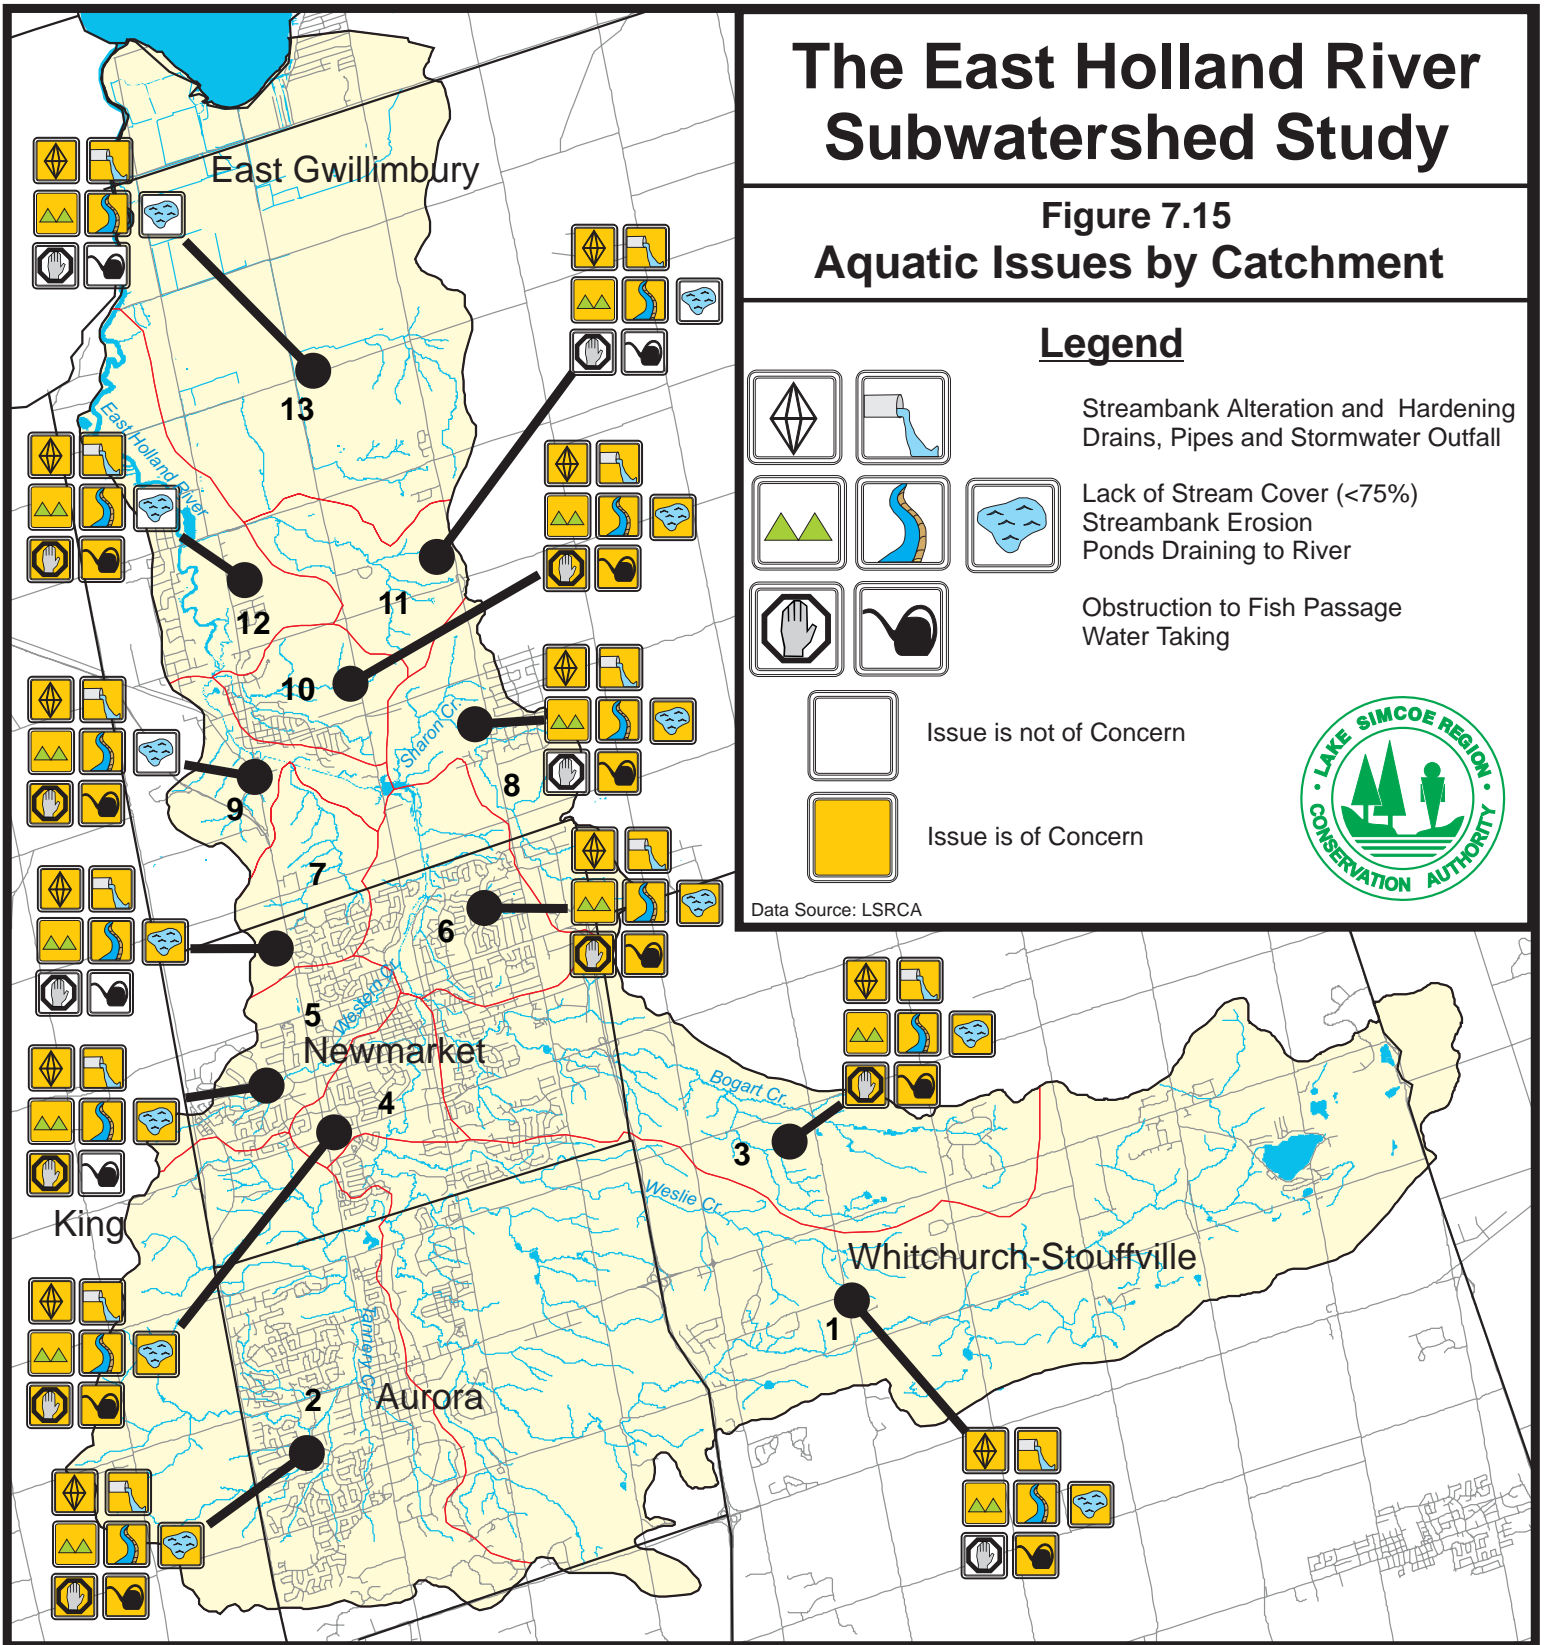 The East Holland River
Subwatershed Study
Figure 7.15
Aquatic Issues by Catchment
Legend
Streambank Alteration and Hardening
Drains, Pipes and Stormwater Outfall
Lack of Stream Cover (<75%)
Streambank Erosion
Ponds Draining to River
Obstruction to Fish Passage
Water Taking
Issue is not of Concern
Issue is of Concern
LAKE SIMCOE REGION
CONSERVATION AUTHORITY
Data Source: LSRCA
East Gwillimbury
13
East Holland River
12
11
10
Sharon Cr.
8
9
7
6
5
Western Cr.
Newmarket
4
Bogart Cr.
3
Weslie Cr.
King
Whitchurch-Stouffville
1
Tannery Cr.
2
Aurora